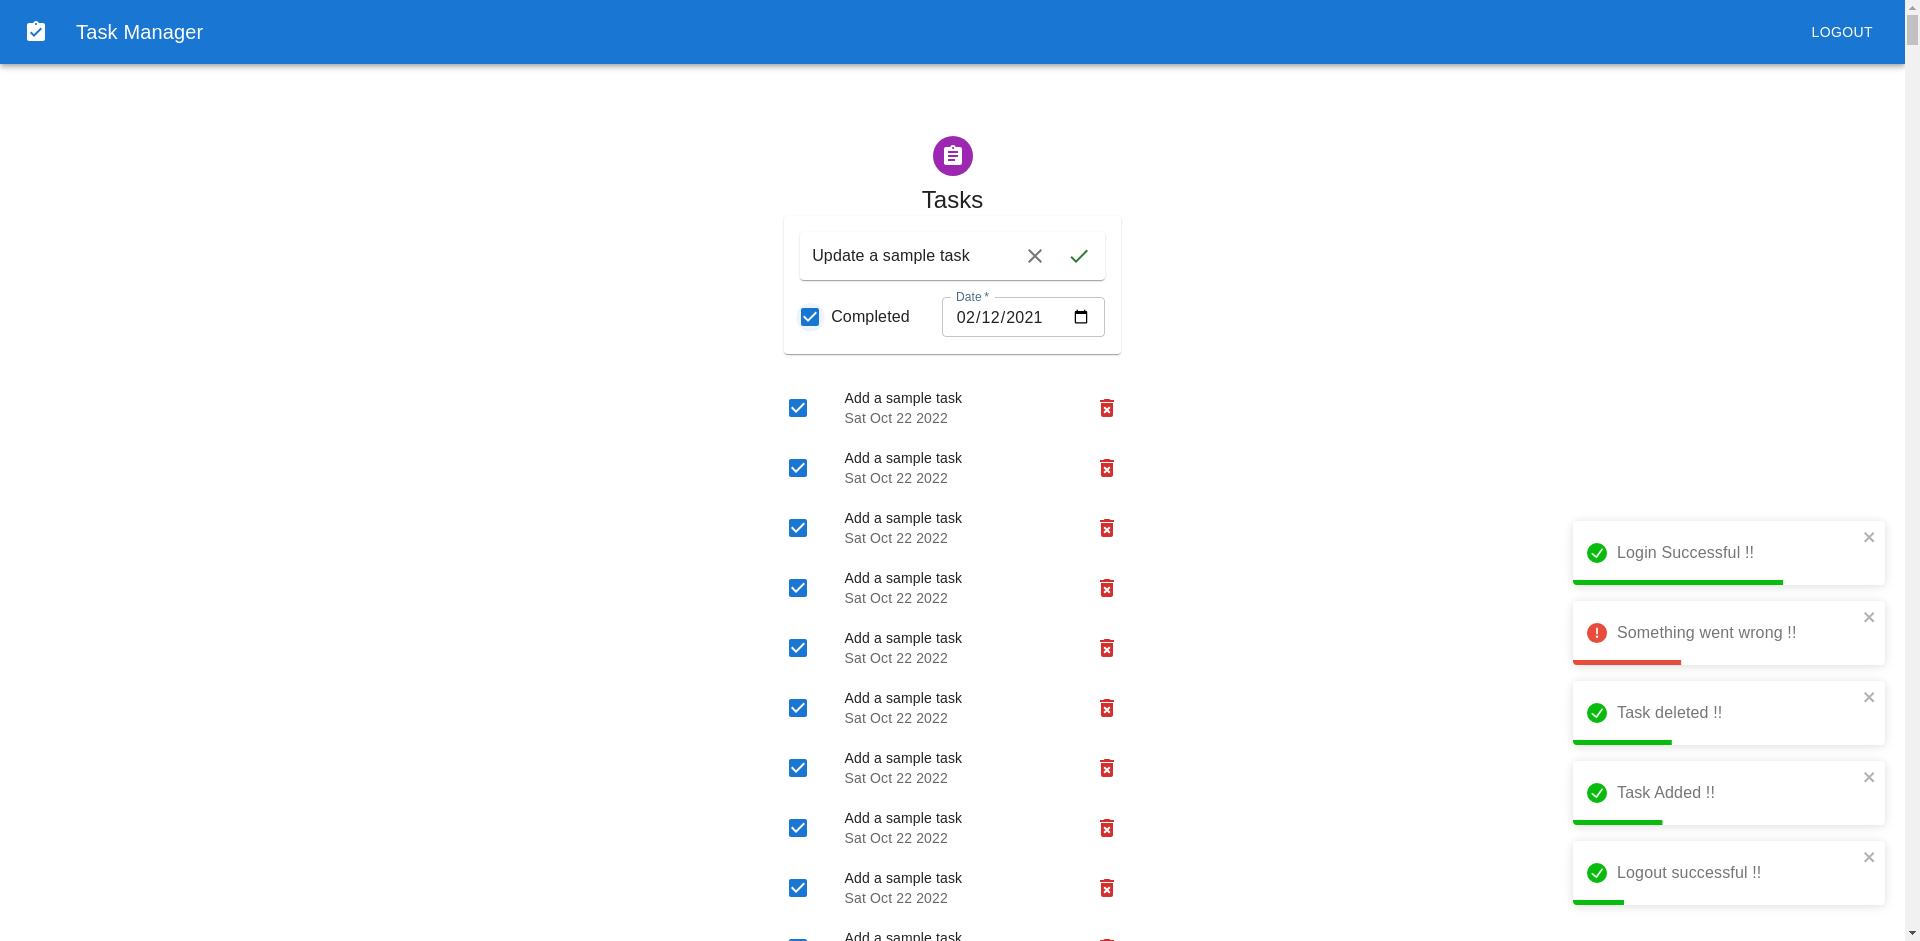 Task Manager
LOGOUT
Tasks
Update a sample task
Completed
Date *
02/12/2021
Add a sample task
Sat Oct 22 2022
Add a sample task
Sat Oct 22 2022
Add a sample task
Sat Oct 22 2022
Add a sample task
Sat Oct 22 2022
Add a sample task
Sat Oct 22 2022
Add a sample task
Sat Oct 22 2022
Add a sample task
Sat Oct 22 2022
Add a sample task
Sat Oct 22 2022
Add a sample task
Sat Oct 22 2022
Add a sample task
Login Successful !!
Something went wrong !!
Task deleted !!
Task Added !!
Logout successful !!